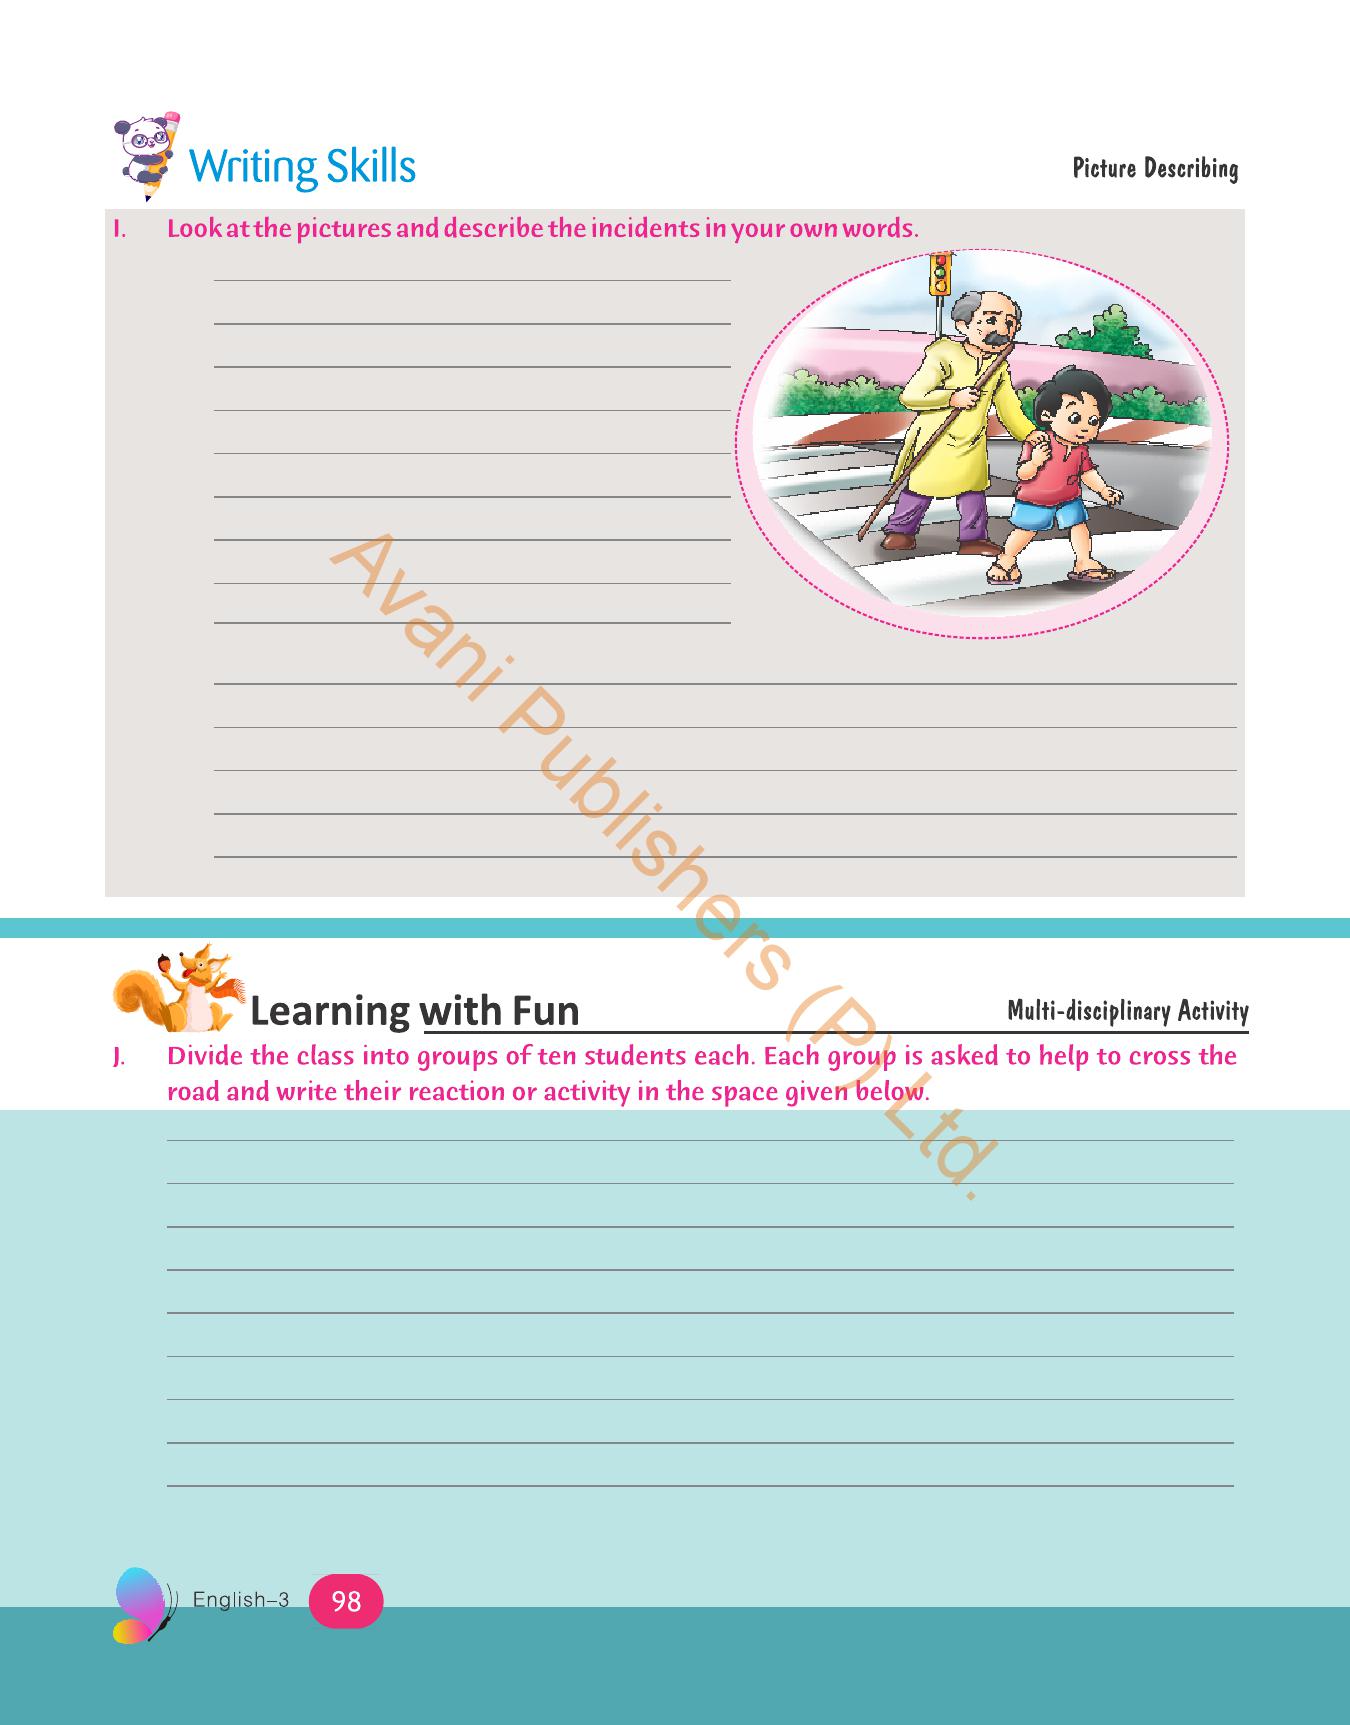 Writing Skills
Picture Describing
I. Look at the pictures and describe the incidents in your own words.
Avani Publishers (P) Ltd.
Learning with Fun
Multi-disciplinary Activity
J. Divide the class into groups of ten students each. Each group is asked to help to cross the
road and write their reaction or activity in the space given below.
English–3
98